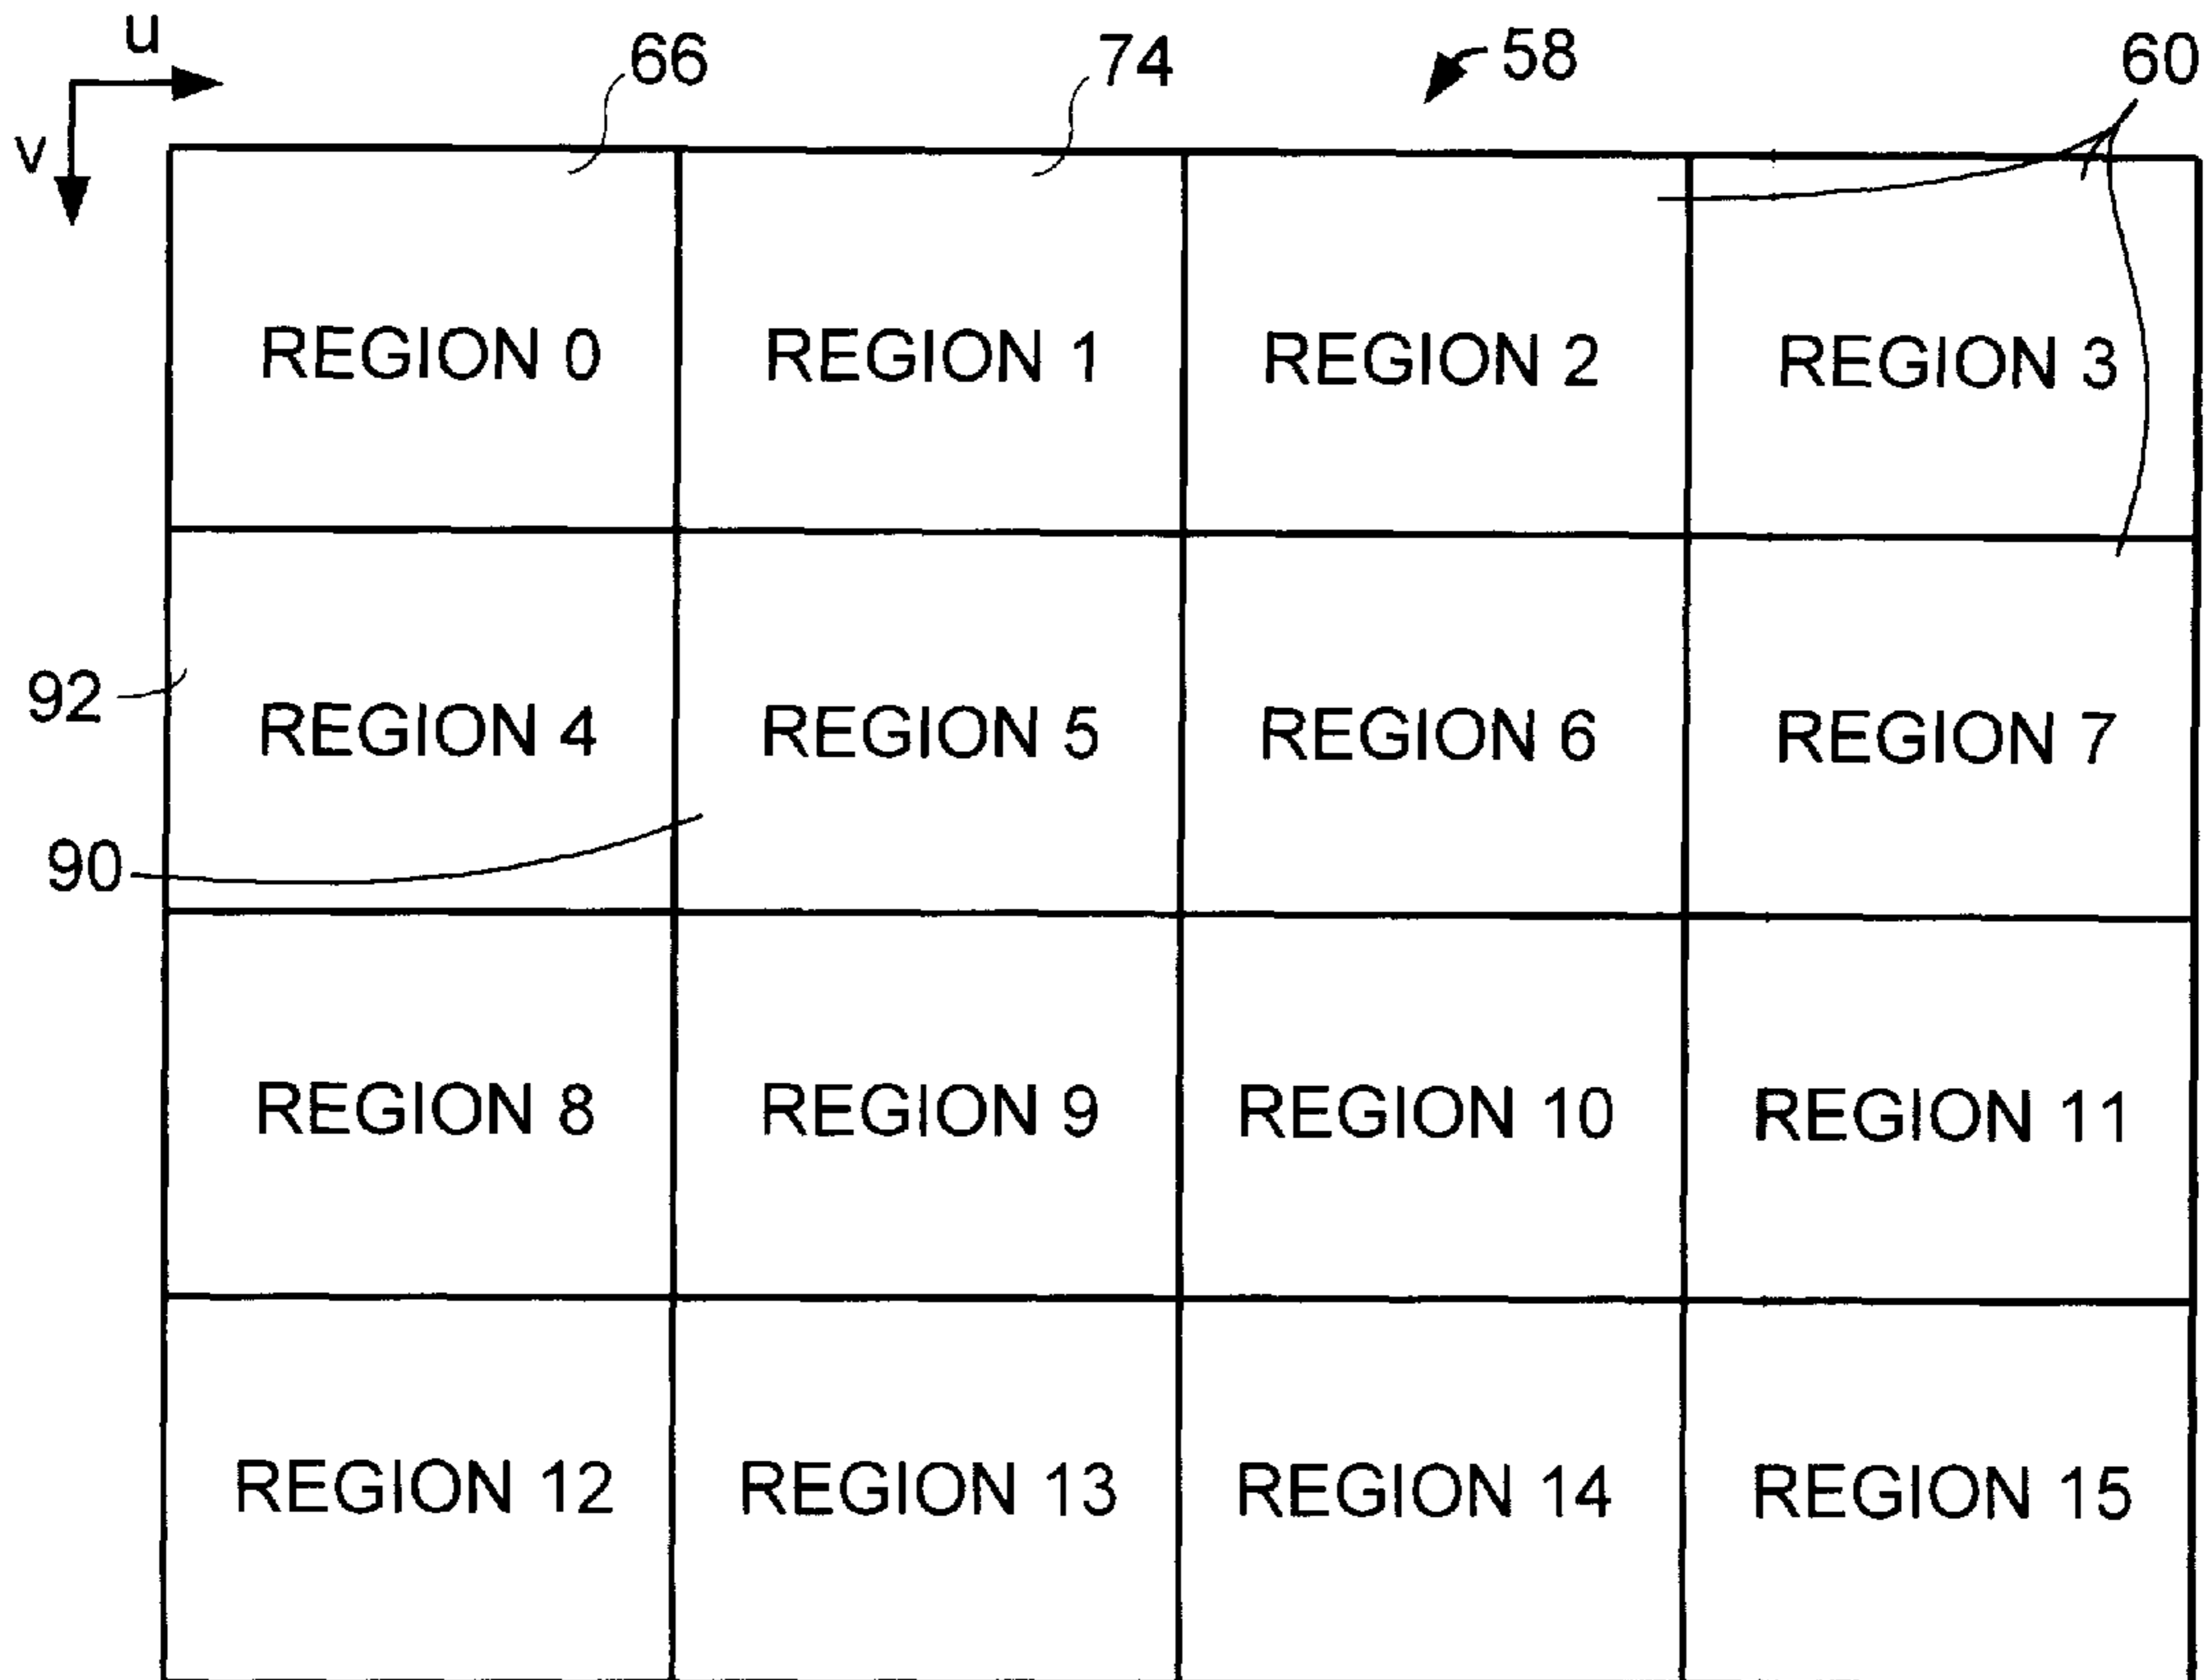 u 66 74 58 60
v
REGION 0 REGION 1 REGION 2 REGION 3
92
REGION 4 REGION 5 REGION 6 REGION 7
90
REGION 8 REGION 9 REGION 10 REGION 11
REGION 12 REGION 13 REGION 14 REGION 15